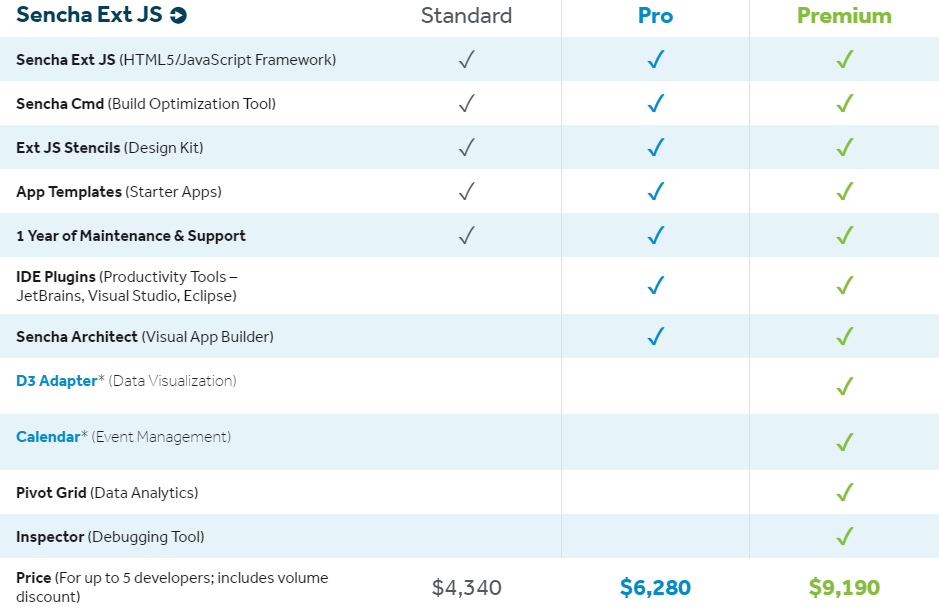 Sencha Ext JS Standard Pro Premium
Sencha Ext JS (HTML5/JavaScript Framework) ✓ ✓ ✓
Sencha Cmd (Build Optimization Tool) ✓ ✓ ✓
Ext JS Stencils (Design Kit) ✓ ✓ ✓
App Templates (Starter Apps) ✓ ✓ ✓
1 Year of Maintenance & Support ✓ ✓ ✓
IDE Plugins (Productivity Tools –
JetBrains, Visual Studio, Eclipse) ✓ ✓
Sencha Architect (Visual App Builder) ✓ ✓
D3 Adapter* (Data Visualization) ✓
Calendar* (Event Management) ✓
Pivot Grid (Data Analytics) ✓
Inspector (Debugging Tool) ✓
Price (For up to 5 developers; includes volume
discount) $4,340 $6,280 $9,190